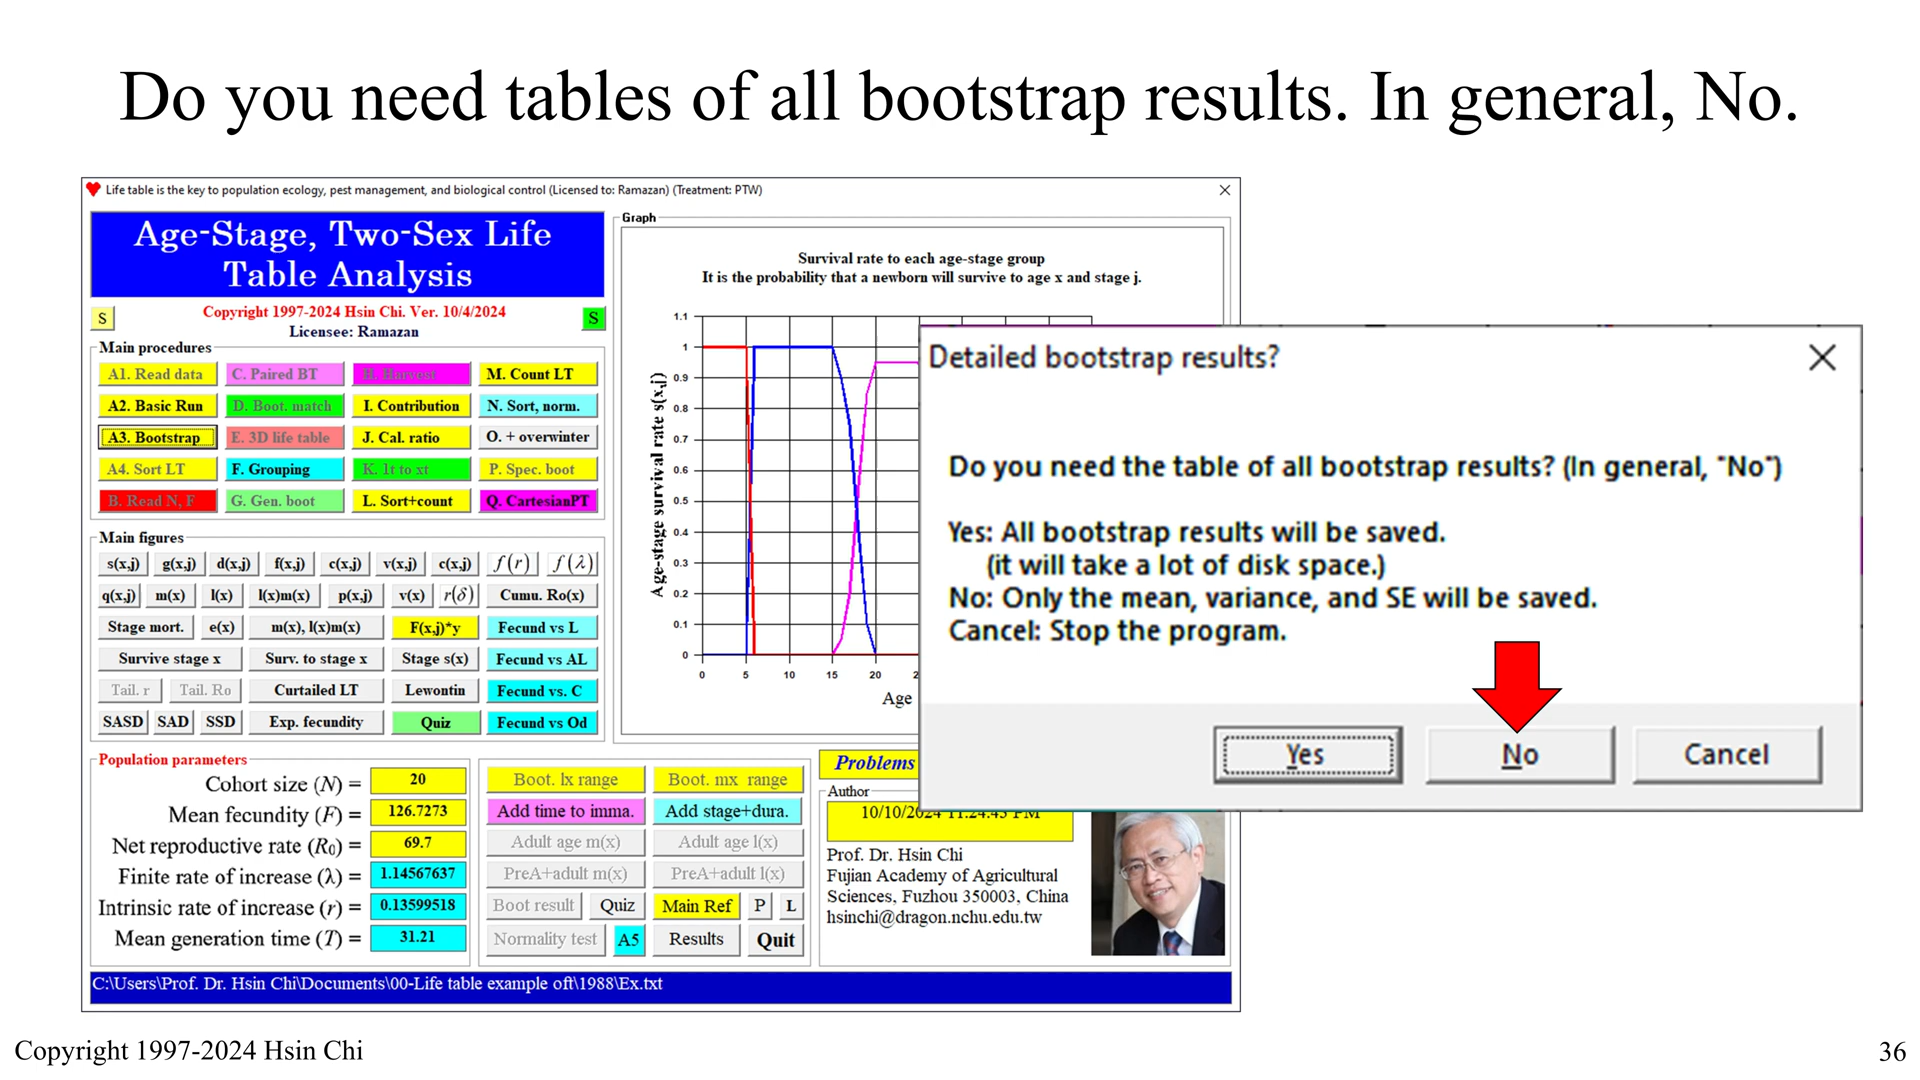 Do you need tables of all bootstrap results. In general, No.
Life table is the key to population ecology, pest management, and biological control (Licensed to: Ramazan) (Treatment: PTW)
Age-Stage, Two-Sex Life
Table Analysis
S
Copyright 1997-2024 Hsin Chi. Ver. 10/4/2024
S
Licensee: Ramazan
Main procedures
A1. Read data
C. Paired BT
H. Harvest
M. Count LT
A2. Basic Run
D. Boot. match
I. Contribution
N. Sort, norm.
A3. Bootstrap
E. 3D life table
J. Cal. ratio
O. + overwinter
A4. Sort LT
F. Grouping
K. 1t to xt
P. Spec. boot
B. Read N, F
G. Gen. boot
L. Sort+count
Q. CartesianPT
Main figures
s(x,j)
g(x,j)
d(x,j)
f(x,j)
c(x,j)
v(x,j)
c(x,j)
f(r)
f(λ)
q(x,j)
m(x)
l(x)
l(x)m(x)
p(x,j)
v(x)
r(δ)
Cumu. Ro(x)
Stage mort.
e(x)
m(x), l(x)m(x)
F(x,j)*y
Fecund vs L
Survive stage x
Surv. to stage x
Stage s(x)
Fecund vs AL
Tail. r
Tail. Ro
Curtailed LT
Lewontin
Fecund vs. C
SASD
SAD
SSD
Exp. fecundity
Quiz
Fecund vs Od
Graph
Survival rate to each age-stage group
It is the probability that a newborn will survive to age x and stage j.
Age-stage survival rate s(x,j)
1.1
1
0.9
0.8
0.7
0.6
0.5
0.4
0.3
0.2
0.1
0
0
5
10
15
20
2
Age
Detailed bootstrap results?
Do you need the table of all bootstrap results? (In general, "No")
Yes: All bootstrap results will be saved.
(it will take a lot of disk space.)
No: Only the mean, variance, and SE will be saved.
Cancel: Stop the program.
Yes
No
Cancel
Population parameters
Cohort size (N) =
20
Mean fecundity (F) =
126.7273
Net reproductive rate (R0) =
69.7
Finite rate of increase (λ) =
1.14567637
Intrinsic rate of increase (r) =
0.13599518
Mean generation time (T) =
31.21
Boot. lx range
Boot. mx range
Add time to imma.
Add stage+dura.
Adult age m(x)
Adult age l(x)
PreA+adult m(x)
PreA+adult l(x)
Boot result
Quiz
Main Ref
P
L
Normality test
A5
Results
Quit
Problems
Author
10/10/2024 11:24:45 PM
Prof. Dr. Hsin Chi
Fujian Academy of Agricultural
Sciences, Fuzhou 350003, China
hsinchi@dragon.nchu.edu.tw
C:\Users\Prof. Dr. Hsin Chi\Documents\00-Life table example oft\1988\Ex.txt
Copyright 1997-2024 Hsin Chi
36